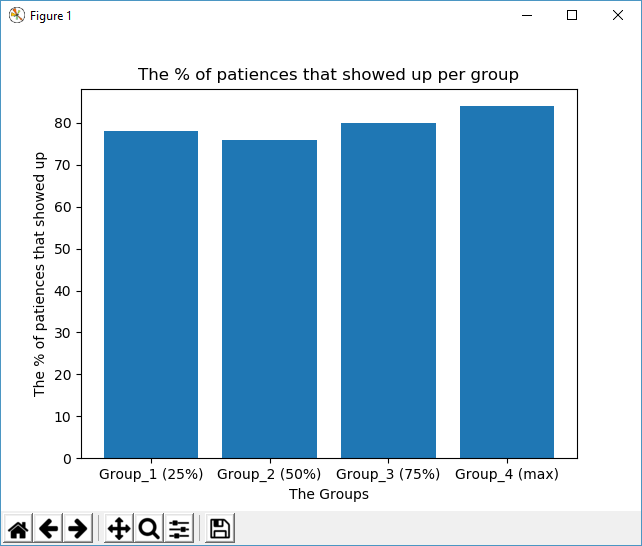 Figure 1
The % of patiences that showed up per group
The % of patiences that showed up
80
70
60
50
40
30
20
10
0
Group_1 (25%) Group_2 (50%) Group_3 (75%) Group_4 (max)
The Groups